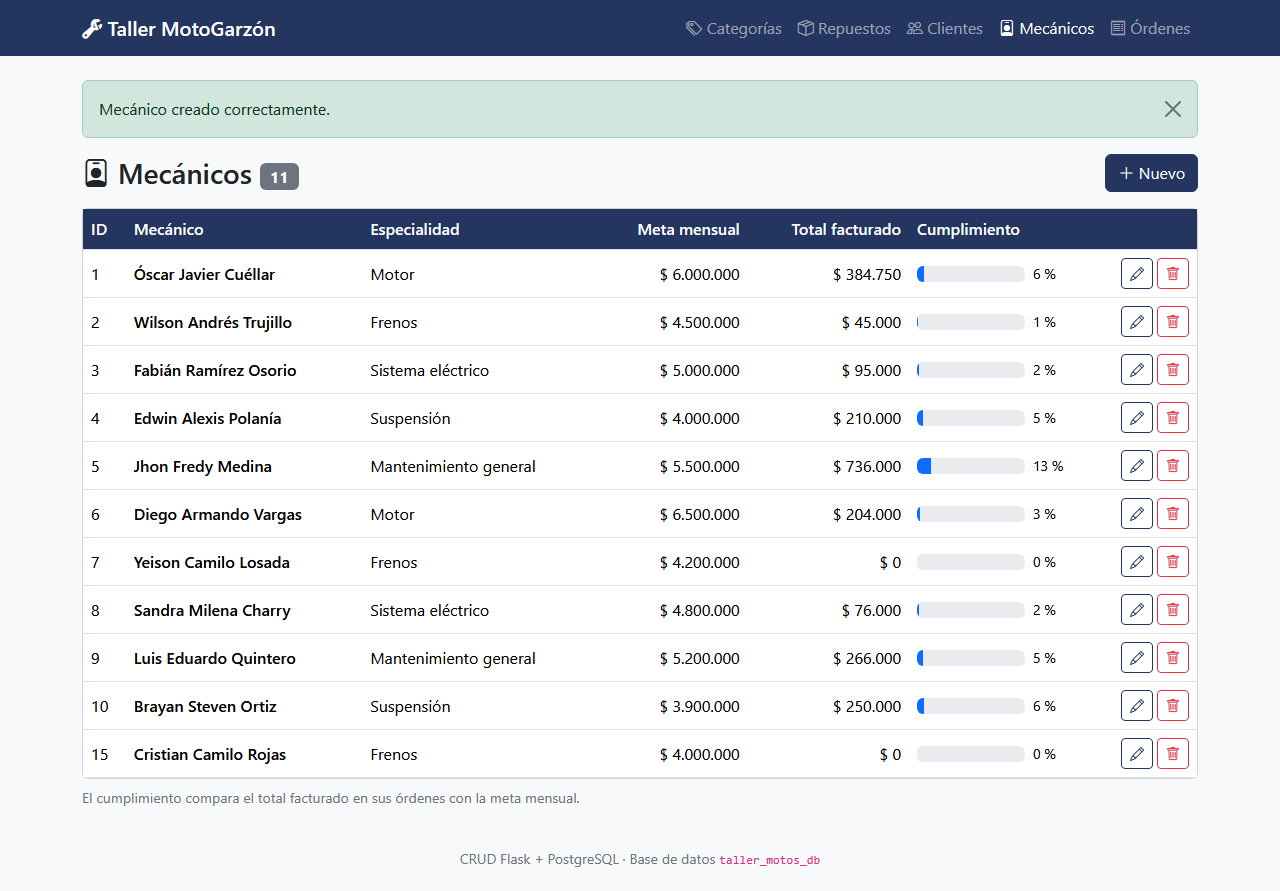 Taller MotoGarzón Categorías Repuestos Clientes Mecánicos Órdenes
Mecánico creado correctamente.
Mecánicos 11 + Nuevo
ID Mecánico Especialidad Meta mensual Total facturado Cumplimiento
1 Óscar Javier Cuéllar Motor $ 6.000.000 $ 384.750 6 %
2 Wilson Andrés Trujillo Frenos $ 4.500.000 $ 45.000 1 %
3 Fabián Ramírez Osorio Sistema eléctrico $ 5.000.000 $ 95.000 2 %
4 Edwin Alexis Polanía Suspensión $ 4.000.000 $ 210.000 5 %
5 Jhon Fredy Medina Mantenimiento general $ 5.500.000 $ 736.000 13 %
6 Diego Armando Vargas Motor $ 6.500.000 $ 204.000 3 %
7 Yeison Camilo Losada Frenos $ 4.200.000 $ 0 0 %
8 Sandra Milena Charry Sistema eléctrico $ 4.800.000 $ 76.000 2 %
9 Luis Eduardo Quintero Mantenimiento general $ 5.200.000 $ 266.000 5 %
10 Brayan Steven Ortiz Suspensión $ 3.900.000 $ 250.000 6 %
15 Cristian Camilo Rojas Frenos $ 4.000.000 $ 0 0 %
El cumplimiento compara el total facturado en sus órdenes con la meta mensual.
CRUD Flask + PostgreSQL · Base de datos taller_motos_db